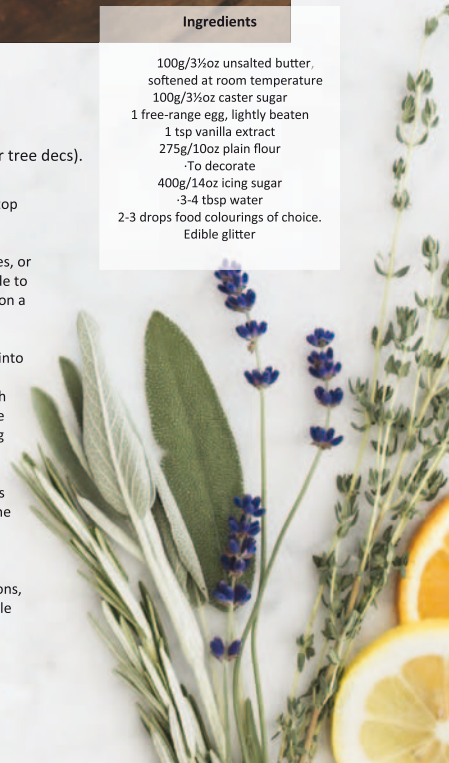 Ingredients
100g/3½oz unsalted butter,
softened at room temperature
100g/3½oz caster sugar
1 free-range egg, lightly beaten
1 tsp vanilla extract
275g/10oz plain flour
·To decorate
400g/14oz icing sugar
·3-4 tbsp water
2-3 drops food colourings of choice.
Edible glitter
r tree decs).
top
es, or
le to
on a
into
h
e
g
s
ne
ons,
le